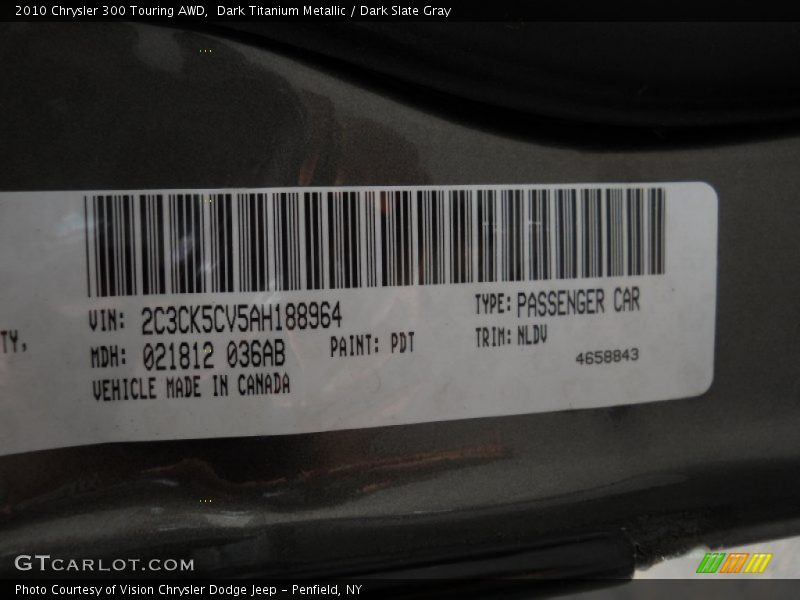 2010 Chrysler 300 Touring AWD,  Dark Titanium Metallic / Dark Slate Gray
TY,
VIN: 2C3CK5CV5AH188964
TYPE: PASSENGER CAR
MDH: 021812 036AB
PAINT: PDT
TRIM: NLDV
VEHICLE MADE IN CANADA
4658843
GTCARLOT.COM
Photo Courtesy of Vision Chrysler Dodge Jeep – Penfield, NY